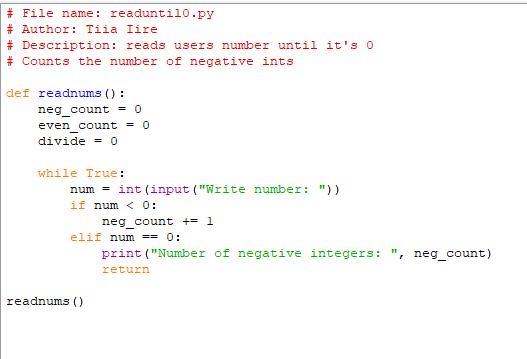 # File name: readuntil0.py
# Author: Tiia Iire
# Description: reads users number until it's 0
# Counts the number of negative ints
def readnums():
    neg_count = 0
    even_count = 0
    divide = 0
    while True:
        num = int(input("Write number: "))
        if num < 0:
            neg_count += 1
        elif num == 0:
            print("Number of negative integers: ", neg_count)
            return
readnums()